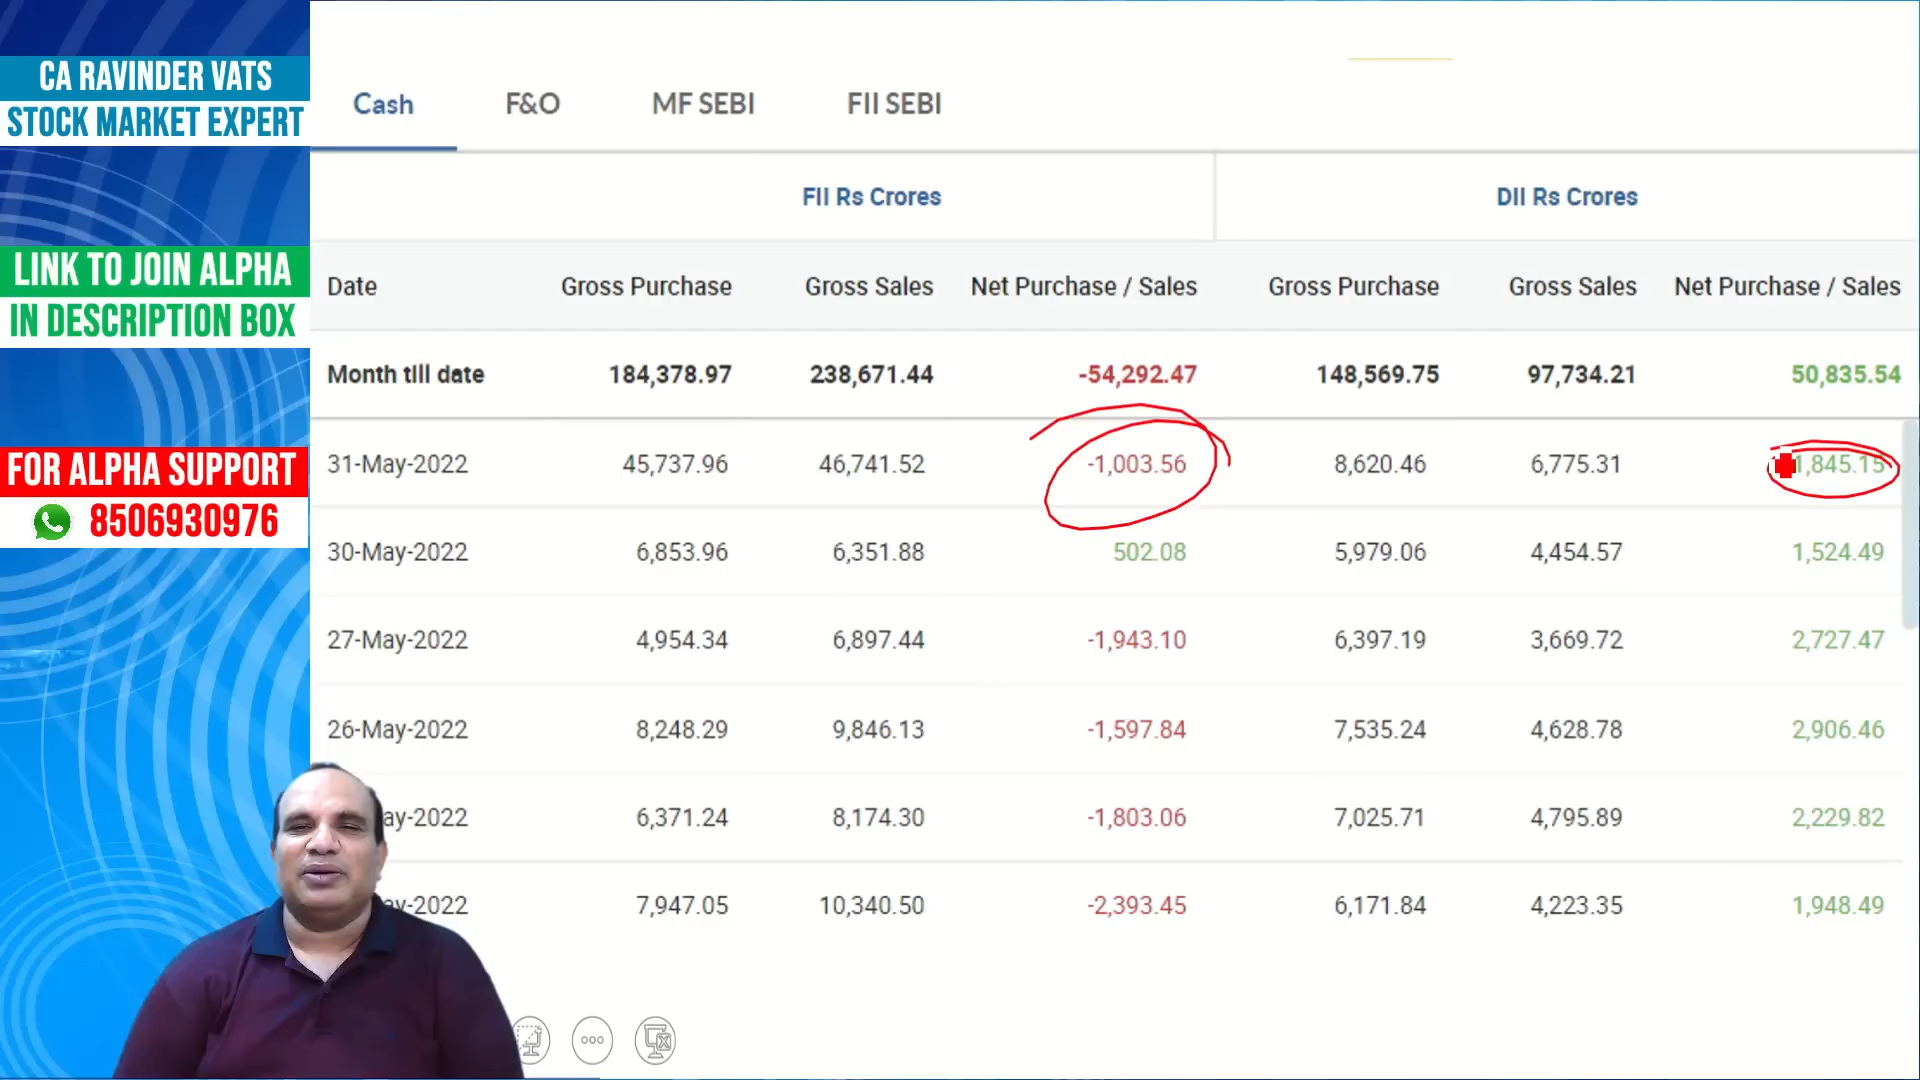 CA RAVINDER VATS
STOCK MARKET EXPERT
LINK TO JOIN ALPHA
IN DESCRIPTION BOX
FOR ALPHA SUPPORT
8506930976
Cash F&O MF SEBI FII SEBI
FII Rs Crores DII Rs Crores
Date Gross Purchase Gross Sales Net Purchase / Sales Gross Purchase Gross Sales Net Purchase / Sales
Month till date 184,378.97 238,671.44 -54,292.47 148,569.75 97,734.21 50,835.54
31-May-2022 45,737.96 46,741.52 -1,003.56 8,620.46 6,775.31 1,845.15
30-May-2022 6,853.96 6,351.88 502.08 5,979.06 4,454.57 1,524.49
27-May-2022 4,954.34 6,897.44 -1,943.10 6,397.19 3,669.72 2,727.47
26-May-2022 8,248.29 9,846.13 -1,597.84 7,535.24 4,628.78 2,906.46
ay-2022 6,371.24 8,174.30 -1,803.06 7,025.71 4,795.89 2,229.82
ay-2022 7,947.05 10,340.50 -2,393.45 6,171.84 4,223.35 1,948.49